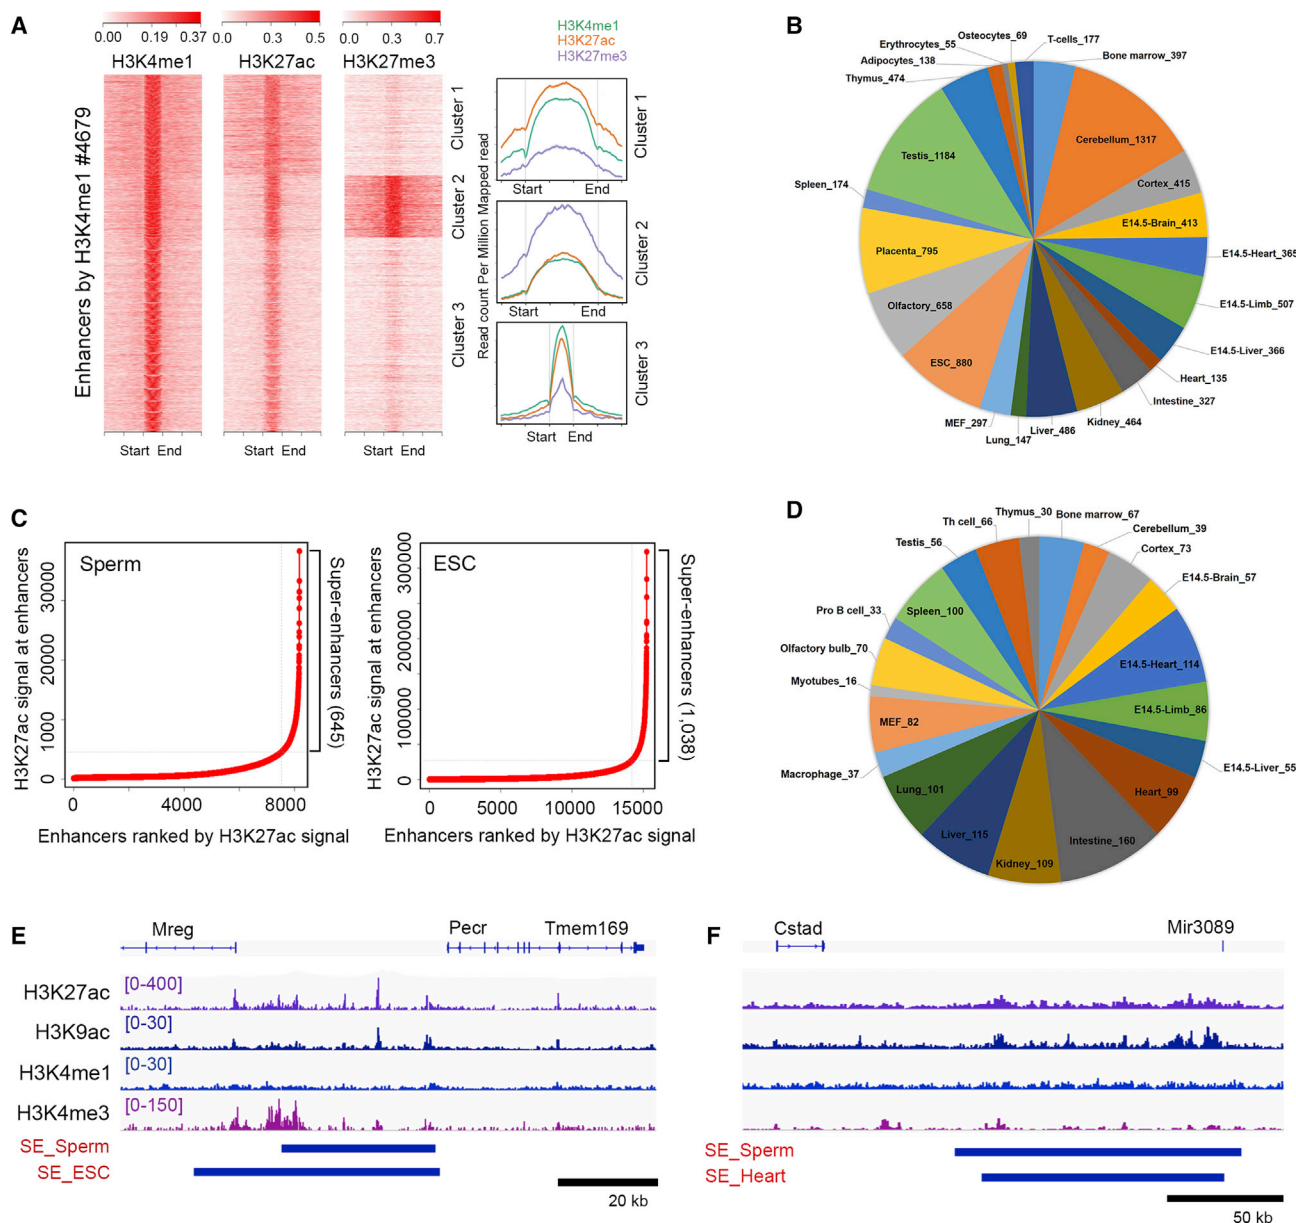 A
0.00 0.19 0.37
0.0 0.3 0.5
0.0 0.3 0.7
H3K4me1
H3K27ac
H3K27me3
H3K4me1
H3K27ac
H3K27me3
Enhancers by H3K4me1 #4679
Cluster 1
Cluster 2
Cluster 3
Start End
Start End
Start End
Read count Per Million Mapped read
Start End
Cluster 1
Start End
Cluster 2
Start End
Cluster 3
B
Osteocytes_69
T-cells_177
Erythrocytes_55
Bone marrow_397
Adipocytes_138
Thymus_474
Cerebellum_1317
Testis_1184
Cortex_415
Spleen_174
E14.5-Brain_413
Placenta_795
E14.5-Heart_365
Olfactory_658
E14.5-Limb_507
E14.5-Liver_366
ESC_880
Heart_135
Intestine_327
MEF_297
Kidney_464
Liver_486
Lung_147
C
H3K27ac signal at enhancers
0 1000 20000 30000
Sperm
Super-enhancers (645)
0 4000 8000
Enhancers ranked by H3K27ac signal
H3K27ac signal at enhancers
0 100000 200000 300000
ESC
Super-enhancers (1,038)
0 5000 10000 15000
Enhancers ranked by H3K27ac signal
D
Thymus_30
Bone marrow_67
Th cell_66
Cerebellum_39
Testis_56
Cortex_73
E14.5-Brain_57
Pro B cell_33
Spleen_100
Olfactory bulb_70
E14.5-Heart_114
Myotubes_16
E14.5-Limb_86
MEF_82
E14.5-Liver_55
Macrophage_37
Lung_101
Heart_99
Liver_115
Intestine_160
Kidney_109
E
Mreg
Pecr
Tmem169
H3K27ac
[0-400]
H3K9ac
[0-30]
H3K4me1
[0-30]
H3K4me3
[0-150]
SE_Sperm
SE_ESC
20 kb
F
Cstad
Mir3089
SE_Sperm
SE_Heart
50 kb